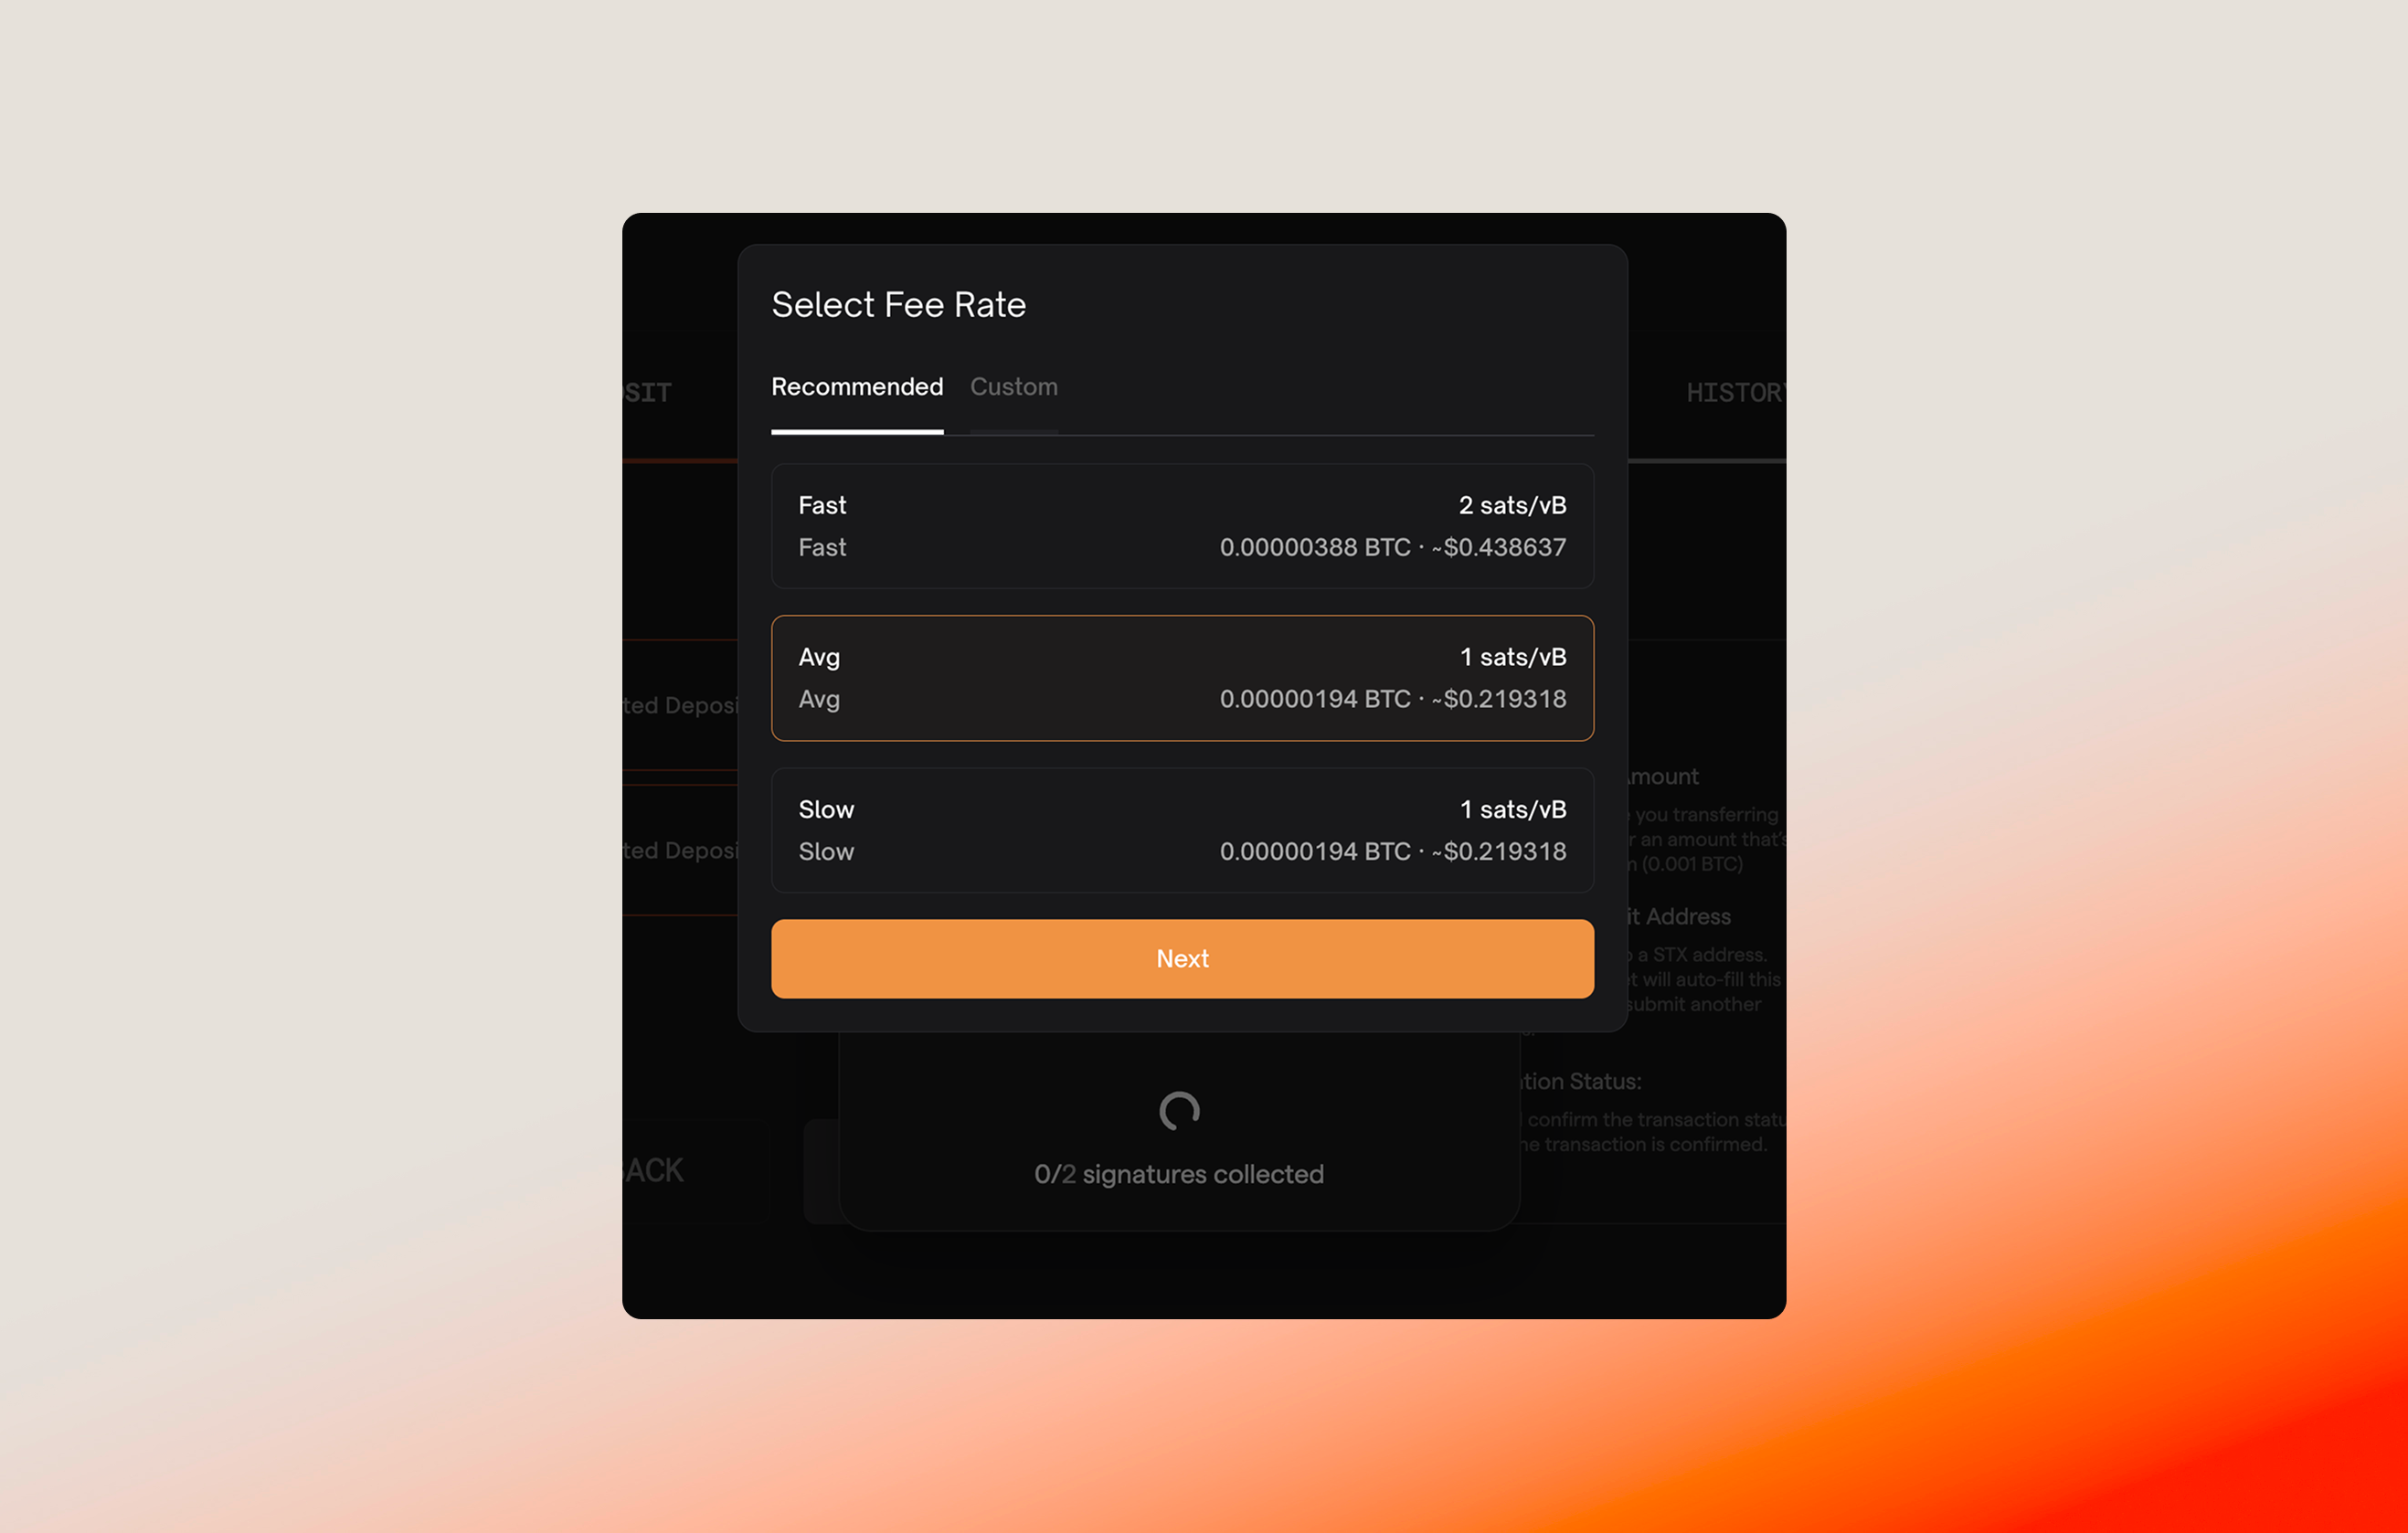 Select Fee Rate
Recommended
Custom
SIT
HISTORY
Fast
2 sats/vB
Fast
0.00000388 BTC · ~$0.438637
Avg
1 sats/vB
Avg
0.00000194 BTC · ~$0.219318
Slow
1 sats/vB
Slow
0.00000194 BTC · ~$0.219318
Next
ted Deposi
ted Deposi
mount
you transferring
r an amount that's
(0.001 BTC)
it Address
a STX address.
t will auto-fill this
submit another
tion Status:
confirm the transaction statu
ne transaction is confirmed.
ACK
0/2 signatures collected